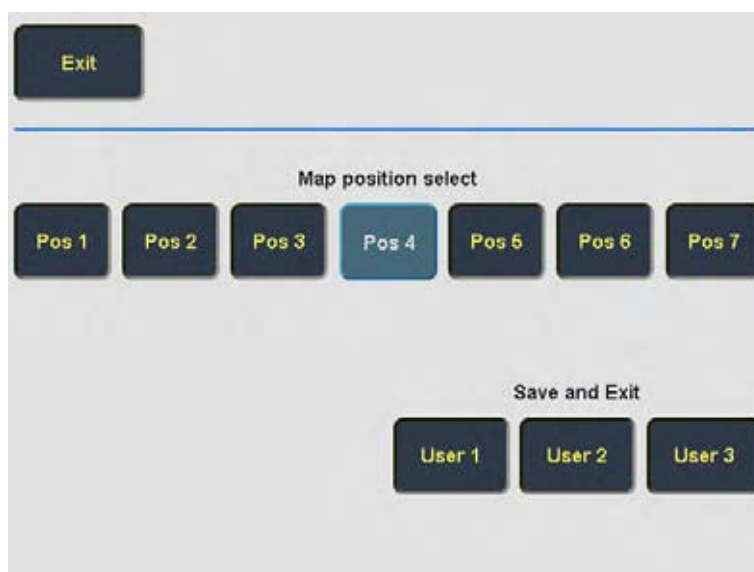 Exit
Map position select
Pos 1 Pos 2 Pos 3 Pos 4 Pos 5 Pos 6 Pos 7
Save and Exit
User 1 User 2 User 3